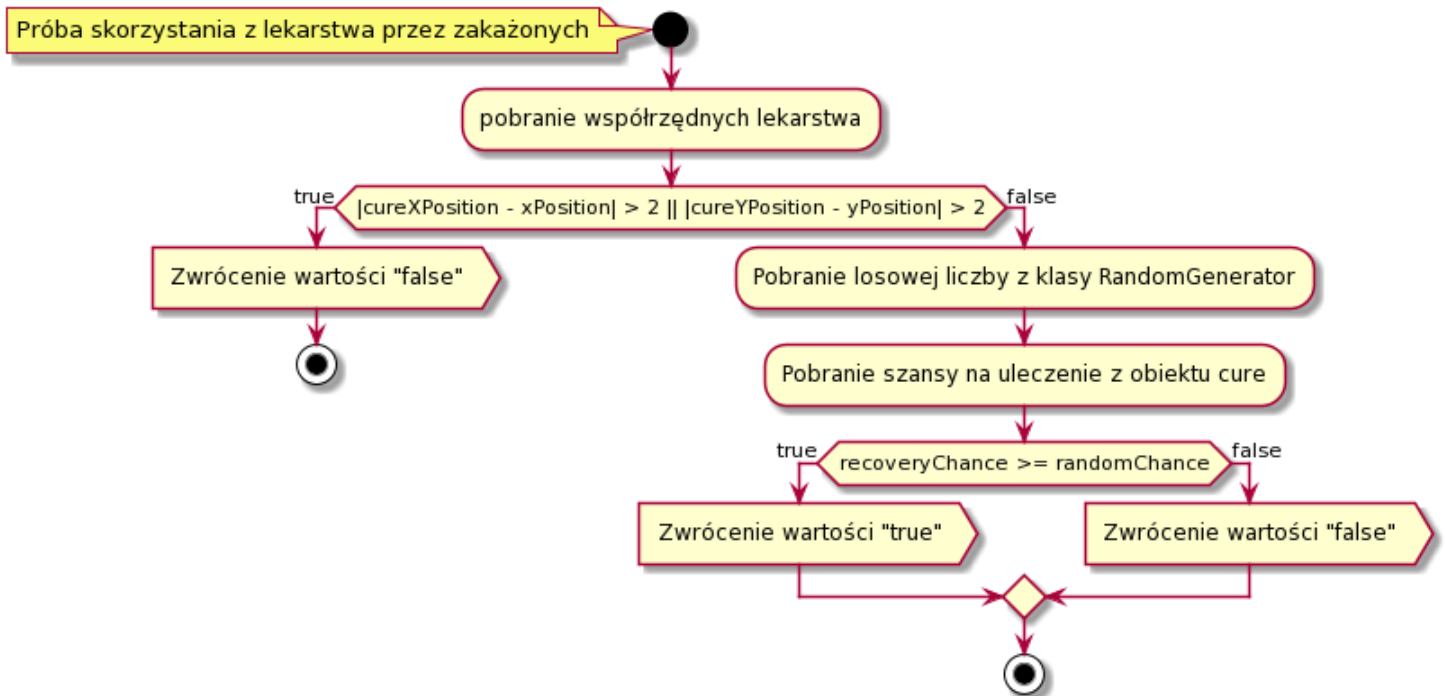 Próba skorzystania z lekarstwa przez zakażonych
pobranie współrzędnych lekarstwa
true
|cureXPosition - xPosition| > 2 || |cureYPosition - yPosition| > 2
false
Zwrócenie wartości "false"
Pobranie losowej liczby z klasy RandomGenerator
Pobranie szansy na uleczenie z obiektu cure
true
recoveryChance >= randomChance
false
Zwrócenie wartości "true"
Zwrócenie wartości "false"